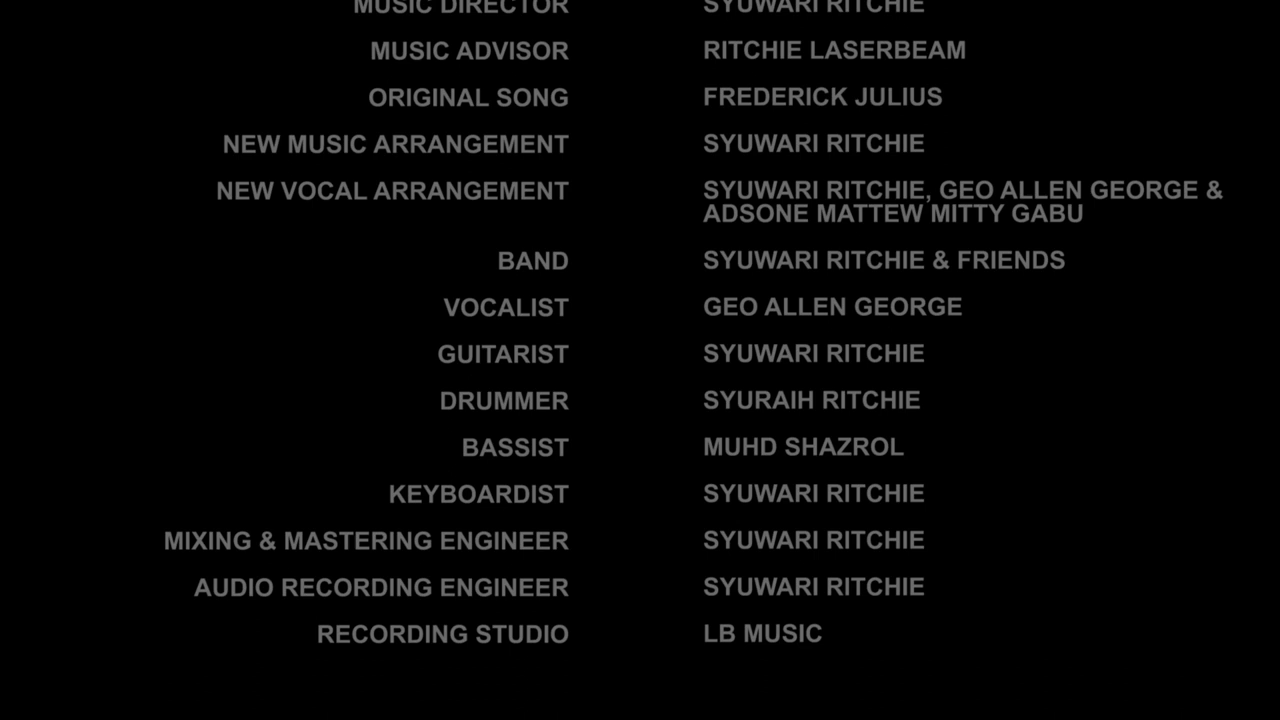 MUSIC DIRECTOR SYUWARI RITCHIE
MUSIC ADVISOR RITCHIE LASERBEAM
ORIGINAL SONG FREDERICK JULIUS
NEW MUSIC ARRANGEMENT SYUWARI RITCHIE
NEW VOCAL ARRANGEMENT SYUWARI RITCHIE, GEO ALLEN GEORGE &
ADSONE MATTEW MITTY GABU
BAND SYUWARI RITCHIE & FRIENDS
VOCALIST GEO ALLEN GEORGE
GUITARIST SYUWARI RITCHIE
DRUMMER SYURAIH RITCHIE
BASSIST MUHD SHAZROL
KEYBOARDIST SYUWARI RITCHIE
MIXING & MASTERING ENGINEER SYUWARI RITCHIE
AUDIO RECORDING ENGINEER SYUWARI RITCHIE
RECORDING STUDIO LB MUSIC